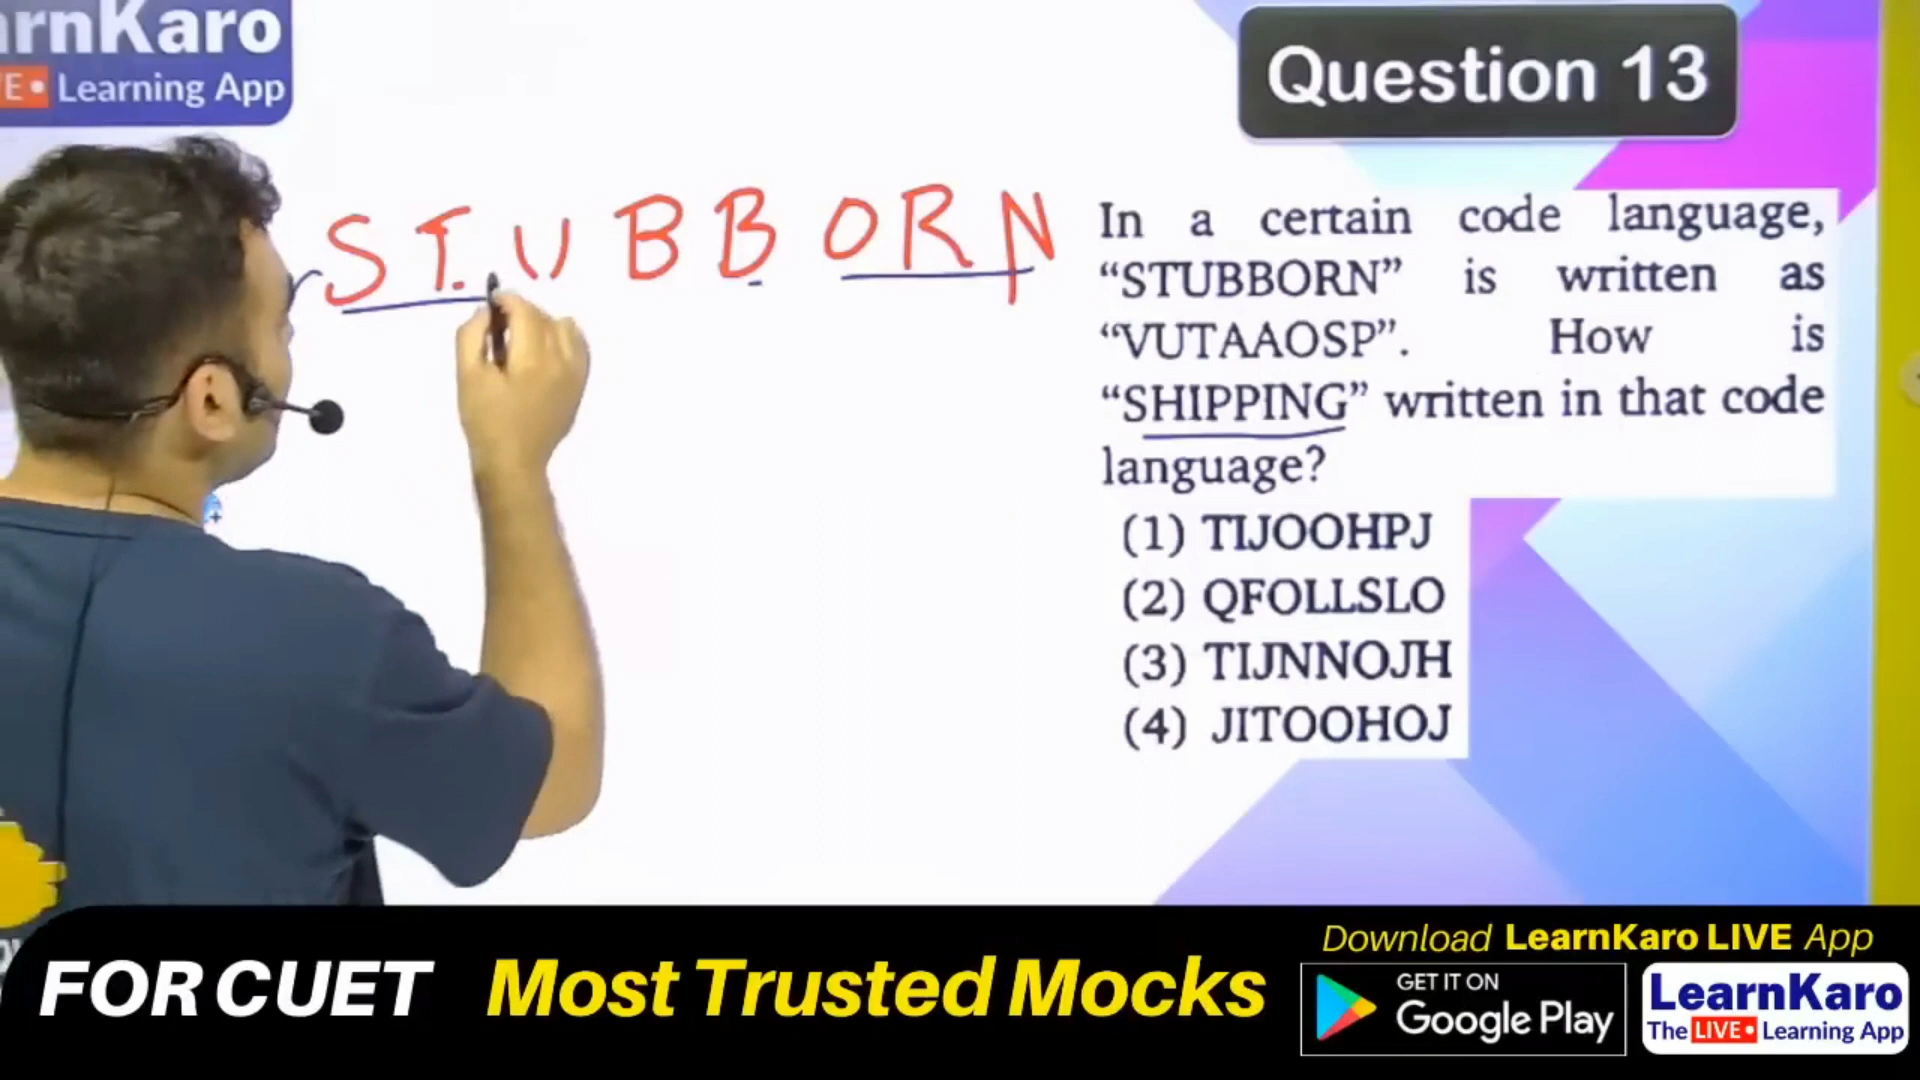 arnKaro
VE • Learning App
Question 13
STUBBORN
In a certain code language,
“STUBBORN” is written as
“VUTAAOSP”. How is
“SHIPPING” written in that code
language?
(1) TIJOOHPJ
(2) QFOLLSLO
(3) TIJNNOJH
(4) JITOOHOJ
FOR CUET
Most Trusted Mocks
Download LearnKaro LIVE App
GET IT ON
Google Play
LearnKaro
The LIVE• Learning App